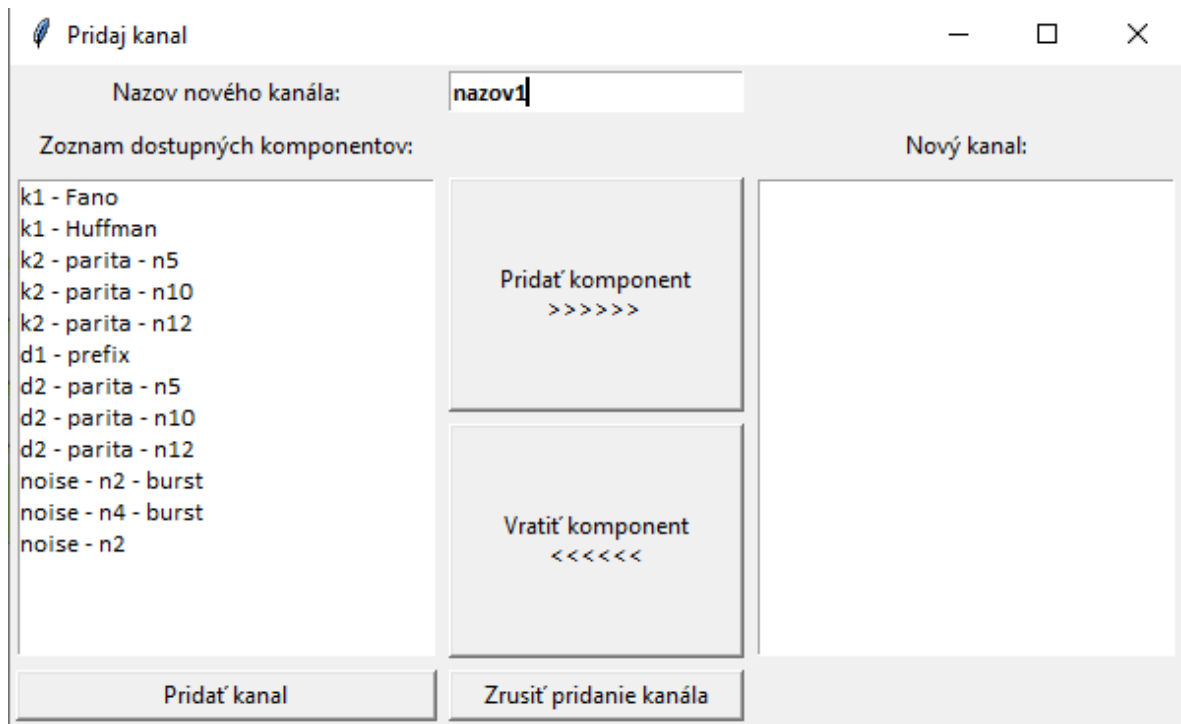 Pridaj kanal
Nazov nového kanála:
nazov1
Zoznam dostupných komponentov:
Nový kanal:
k1 - Fano
k1 - Huffman
k2 - parita - n5
k2 - parita - n10
k2 - parita - n12
d1 - prefix
d2 - parita - n5
d2 - parita - n10
d2 - parita - n12
noise - n2 - burst
noise - n4 - burst
noise - n2
Pridať komponent
>>>>>>
Vratiť komponent
<<<<<<
Pridať kanal
Zrusiť pridanie kanála